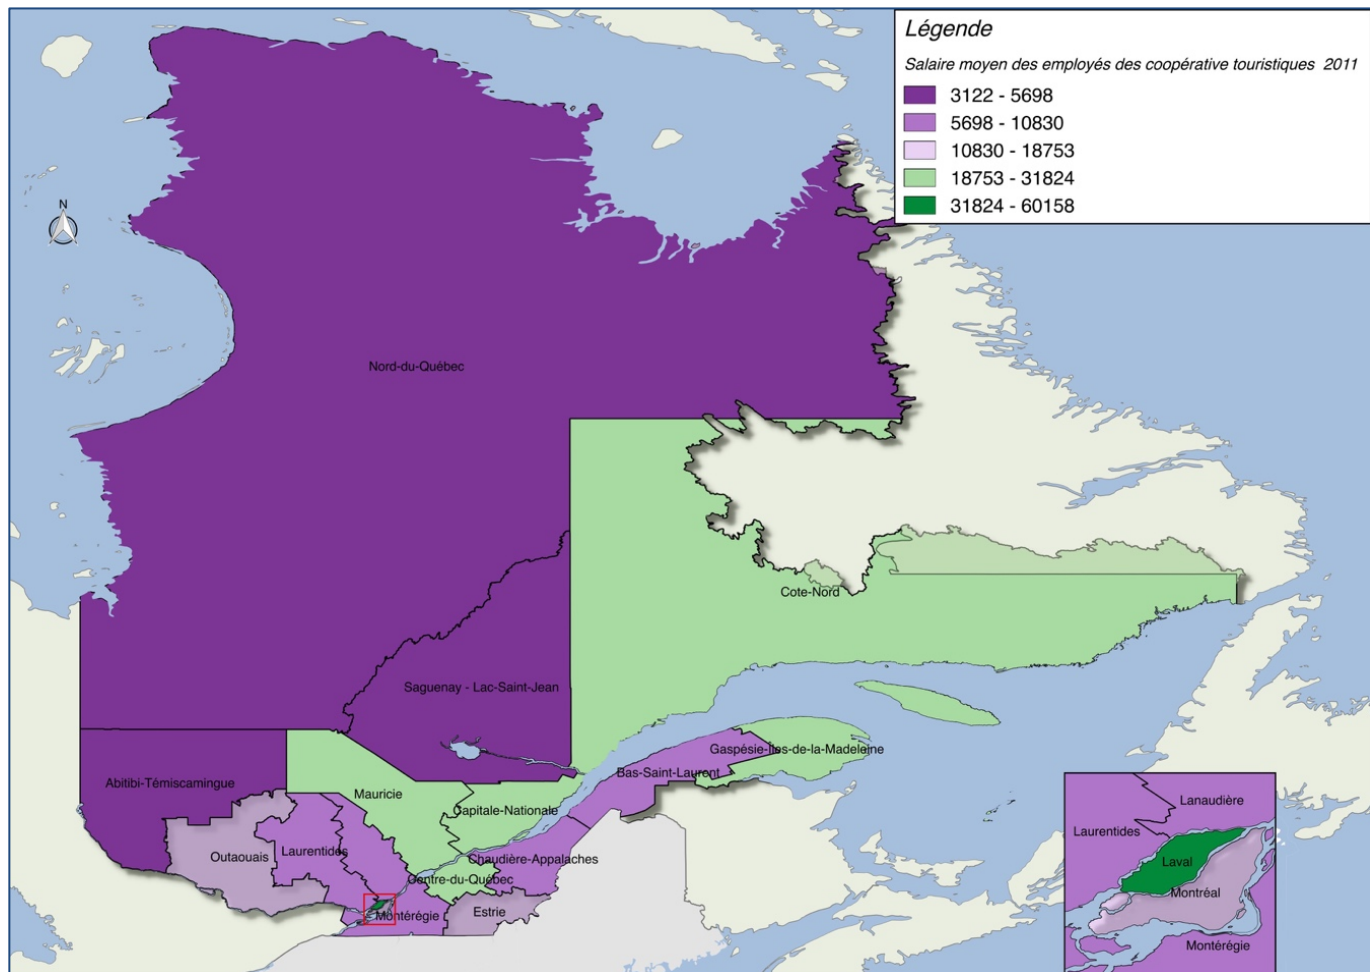 Légende
Salaire moyen des employés des coopérative touristiques 2011
3122 - 5698
5698 - 10830
10830 - 18753
18753 - 31824
31824 - 60158
N
Nord-du-Québec
Cote-Nord
Saguenay - Lac-Saint-Jean
Gaspésie-Îles-de-la-Madeleine
Bas-Saint-Laurent
Abitibi-Témiscamingue
Mauricie
Capitale-Nationale
Outaouais
Laurentides
Chaudière-Appalaches
Centre-du-Québec
Estrie
Montérégie
Lanaudière
Laurentides
Laval
Montréal
Montérégie